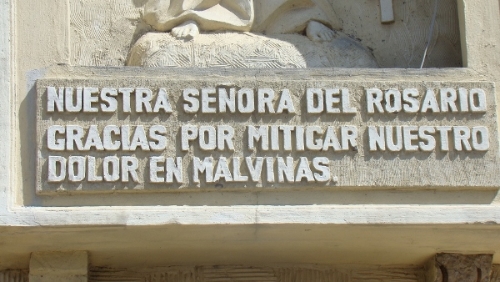 NUESTRA SEÑORA DEL ROSARIO
GRACIAS POR MITIGAR NUESTRO
DOLOR EN MALVINAS.